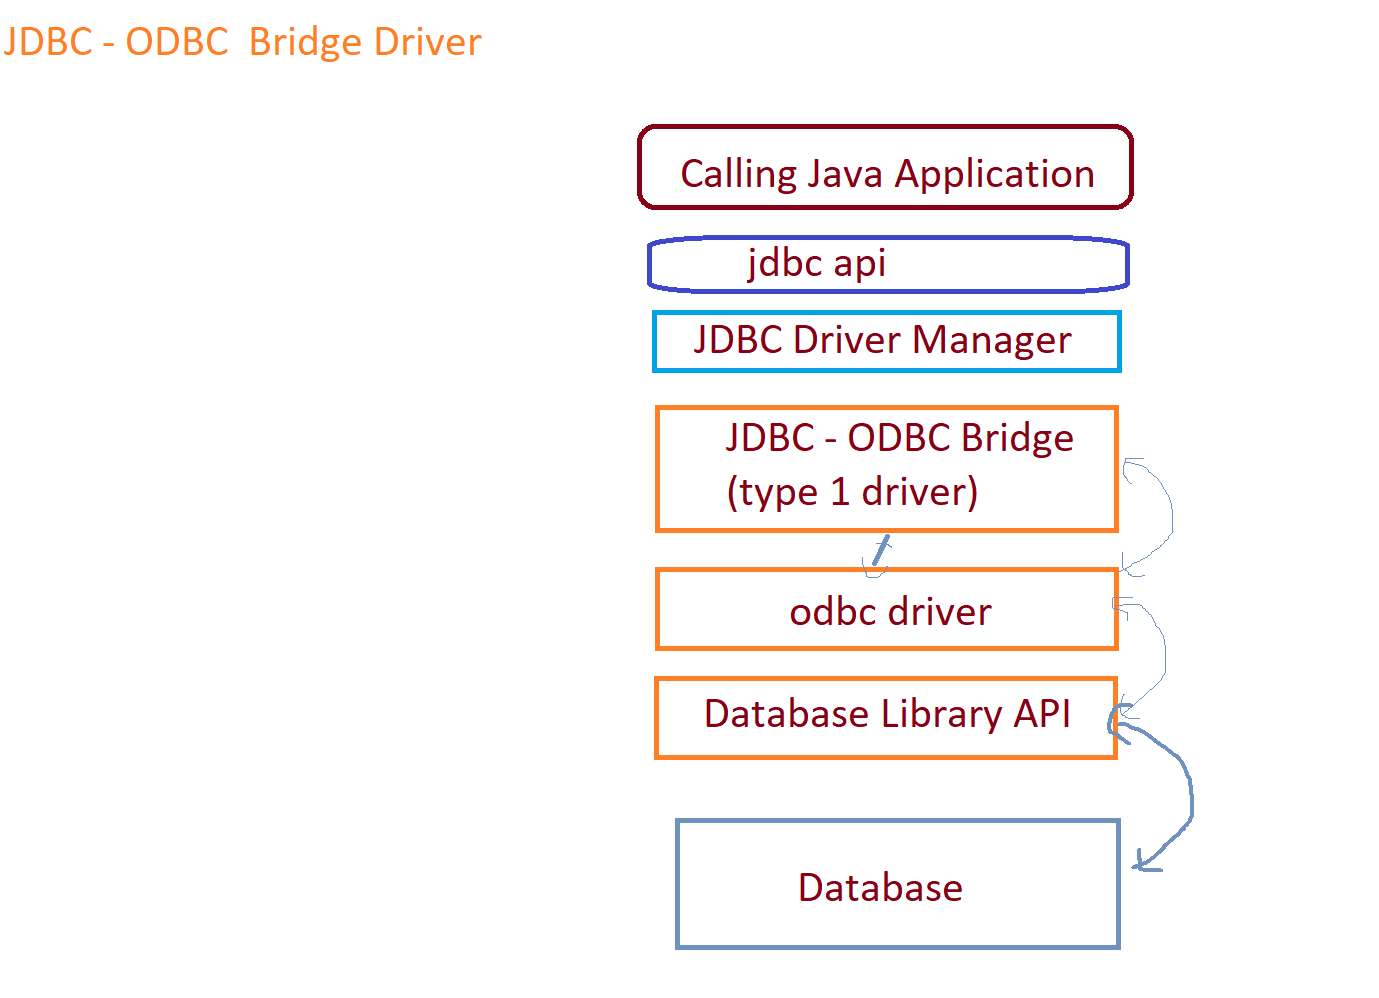 JDBC - ODBC  Bridge Driver
Calling Java Application
jdbc api
JDBC Driver Manager
JDBC - ODBC Bridge
(type 1 driver)
odbc driver
Database Library API
Database